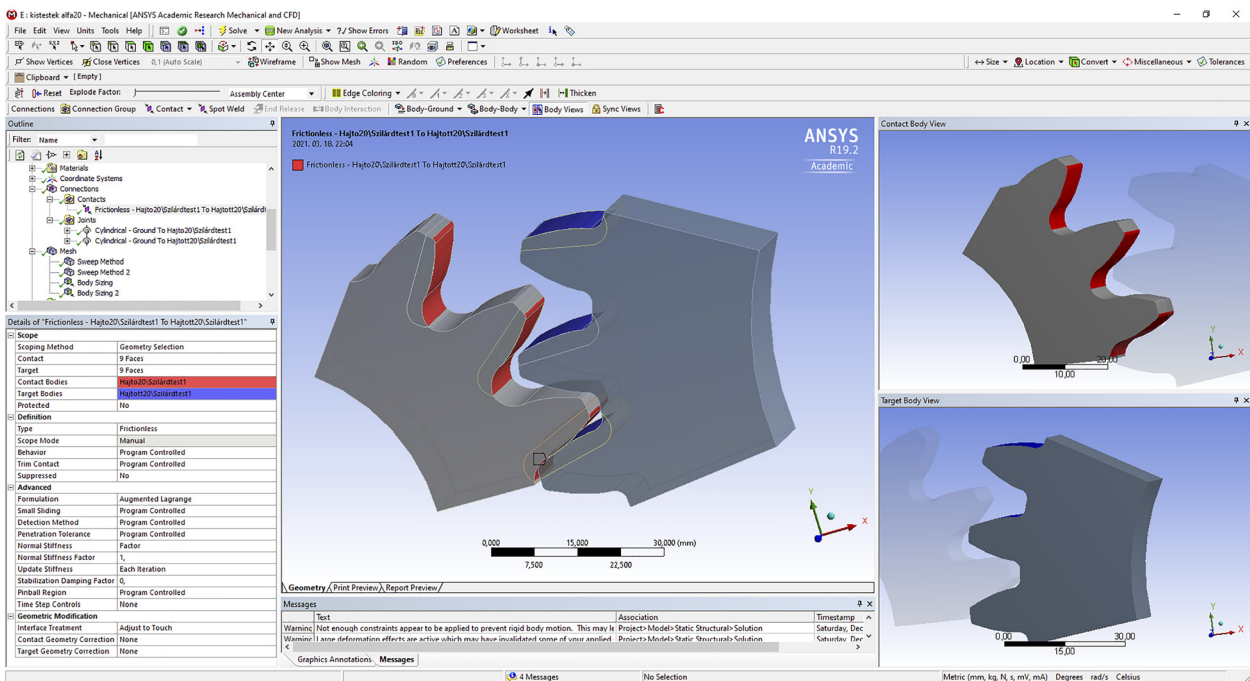 E : kistestek alfa20 - Mechanical [ANSYS Academic Research Mechanical and CFD]
File Edit View Units Tools Help Solve New Analysis ?/ Show Errors Worksheet
Show Vertices Close Vertices 0,1 (Auto Scale) Wireframe Show Mesh Random Preferences Size Location Convert Miscellaneous Tolerances
Clipboard [ Empty ]
Reset Explode Factor: Assembly Center Edge Coloring Thicken
Connections Connection Group Contact Spot Weld End Release Body Interaction Body-Ground Body-Body Body Views Sync Views
Outline
Filter: Name
Materials
Coordinate Systems
Connections
Contacts
Frictionless - Hajto20\Szilárdtest1 To Hajtott20\Szilárdt
Joints
Cylindrical - Ground To Hajto20\Szilárdtest1
Cylindrical - Ground To Hajtott20\Szilárdtest1
Mesh
Sweep Method
Sweep Method 2
Body Sizing
Body Sizing 2
Details of "Frictionless - Hajto20\Szilárdtest1 To Hajtott20\Szilárdtest1"
Scope
Scoping Method Geometry Selection
Contact 9 Faces
Target 9 Faces
Contact Bodies Hajto20\Szilárdtest1
Target Bodies Hajtott20\Szilárdtest1
Protected No
Definition
Type Frictionless
Scope Mode Manual
Behavior Program Controlled
Trim Contact Program Controlled
Suppressed No
Advanced
Formulation Augmented Lagrange
Small Sliding Program Controlled
Detection Method Program Controlled
Penetration Tolerance Program Controlled
Normal Stiffness Factor
Normal Stiffness Factor 1,
Update Stiffness Each Iteration
Stabilization Damping Factor 0,
Pinball Region Program Controlled
Time Step Controls None
Geometric Modification
Interface Treatment Adjust to Touch
Contact Geometry Correction None
Target Geometry Correction None
Frictionless - Hajto20\Szilárdtest1 To Hajtott20\Szilárdtest1
2021. 03. 18. 22:04
Frictionless - Hajto20\Szilárdtest1 To Hajtott20\Szilárdtest1
ANSYS
R19.2
Academic
Y
X
0,000 15,000 30,000 (mm)
7,500 22,500
Geometry Print Preview Report Preview
Messages
Text Association Timestamp
Warning Not enough constraints appear to be applied to prevent rigid body motion. This may le Project>Model>Static Structural>Solution Saturday, Dec
Warning Large deformation effects are active which may have invalidated some of your applied Project>Model>Static Structural>Solution Saturday, Dec
Graphics Annotations Messages
Contact Body View
0,00 20,00
10,00
Y
X
Target Body View
0,00 30,00
15,00
Y
X
4 Messages No Selection Metric (mm, kg, N, s, mV, mA) Degrees rad/s Celsius